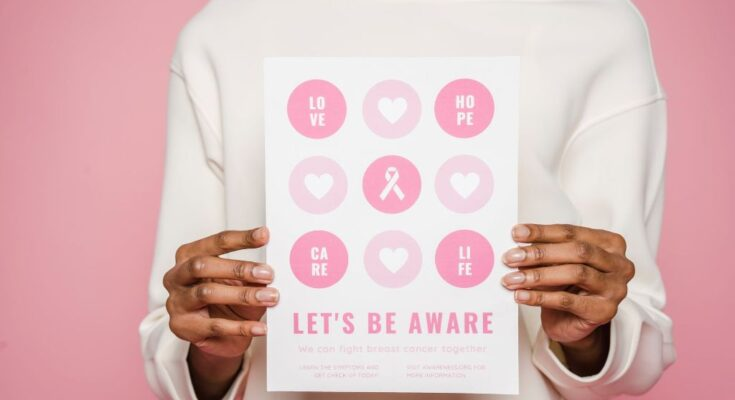 LO
VE
HO
PE
CA
RE
LI
FE
LET'S BE AWARE
We can fight breast cancer together
LEARN THE SYMPTOMS AND
GET CHECK UP TODAY
VISIT AWARENESS.ORG FOR
MORE INFORMATION